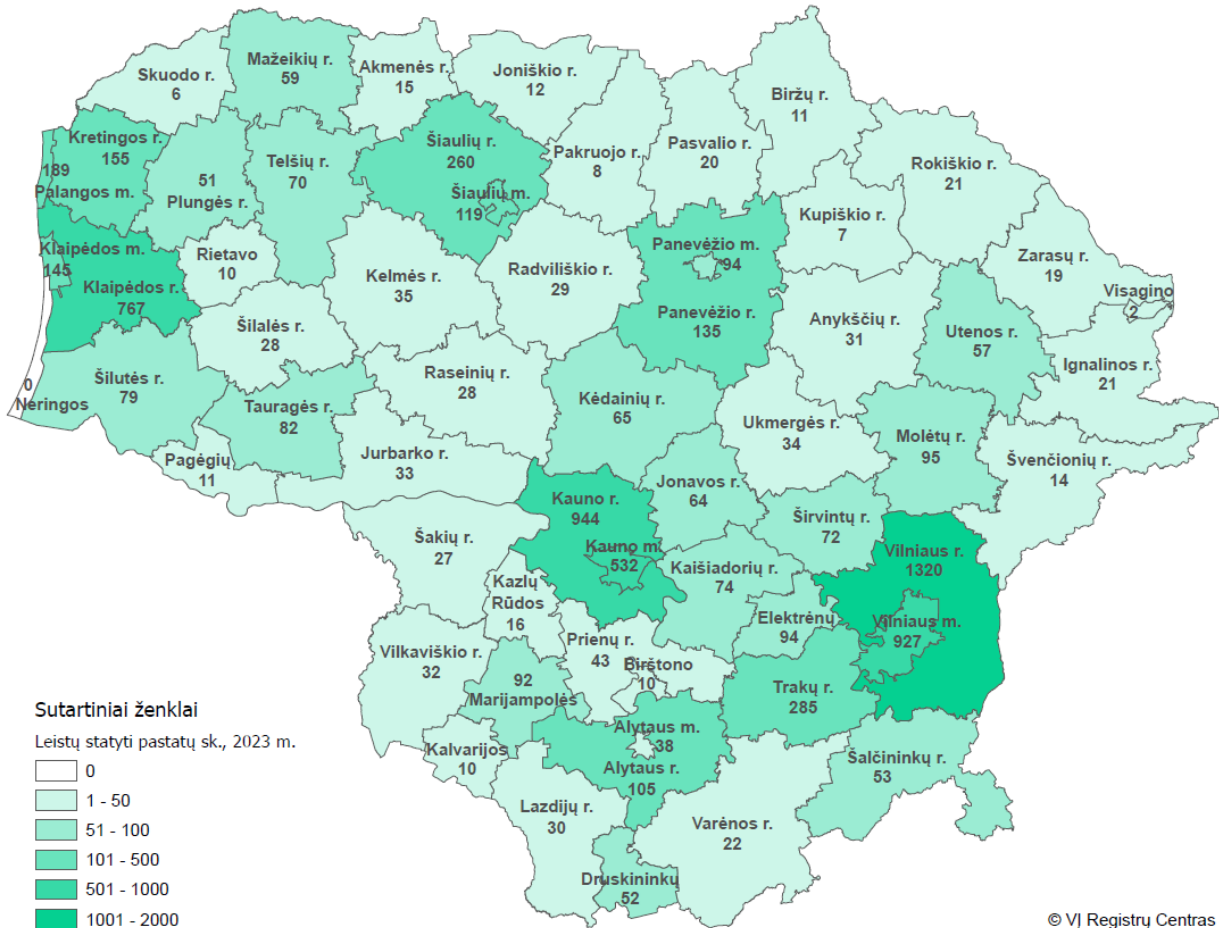 Skuodo r.
6
Mažeikių r.
59
Akmenės r.
15
Joniškio r.
12
Biržų r.
11
Kretingos r.
155
189
Palangos m.
51
Plungės r.
Telšių r.
70
Šiaulių r.
260
Šiaulių m.
119
Pakruojo r.
8
Pasvalio r.
20
Rokiškio r.
21
Kupiškio r.
7
Klaipėdos m.
145
Klaipėdos r.
767
Rietavo
10
Kelmės r.
35
Radviliškio r.
29
Panevėžio m.
94
Panevėžio r.
135
Zarasų r.
19
Visagino
2
Šilalės r.
28
Anykščių r.
31
Utenos r.
57
Ignalinos r.
21
0
Neringos
Šilutės r.
79
Tauragės r.
82
Raseinių r.
28
Kėdainių r.
65
Ukmergės r.
34
Molėtų r.
95
Švenčionių r.
14
Pagėgių
11
Jurbarko r.
33
Kauno r.
944
Kauno m.
532
Jonavos r.
64
Širvintų r.
72
Vilniaus r.
1320
Vilniaus m.
927
Šakių r.
27
Kazlų
Rūdos
16
Kaišiadorių r.
74
Elektrėnų
94
Vilkaviškio r.
32
92
Marijampolės
Prienų r.
43
Birštono
10
Trakų r.
285
Kalvarijos
10
Alytaus m.
38
Alytaus r.
105
Šalčininkų r.
53
Lazdijų r.
30
Varėnos r.
22
Druskininkų
52
Sutartiniai ženklai
Leistų statyti pastatų sk., 2023 m.
0
1 - 50
51 - 100
101 - 500
501 - 1000
1001 - 2000
© VĮ Registrų Centras